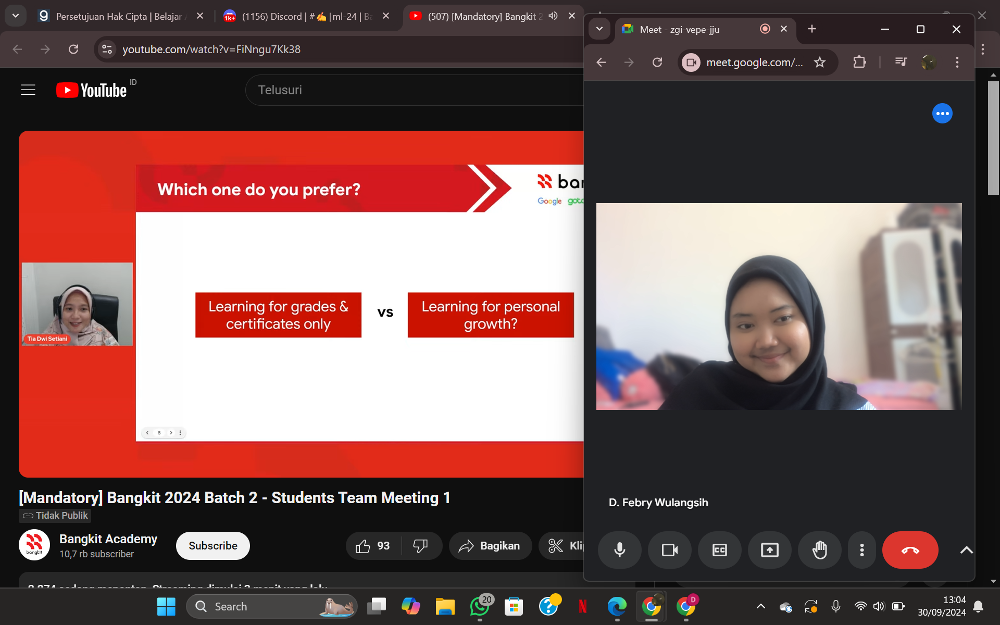 Persetujuan Hak Cipta | Belajar
(1156) Discord | #✍️|ml-24 | Ba
(507) [Mandatory] Bangkit 2
youtube.com/watch?v=FiNngu7Kk38
YouTube ID
Telusuri
Which one do you prefer?
Google
Learning for grades &
certificates only
vs
Learning for personal
growth?
Tia Dwi Setiani
5
[Mandatory] Bangkit 2024 Batch 2 - Students Team Meeting 1
Tidak Publik
bangkit
Bangkit Academy
10,7 rb subscriber
Subscribe
93
Bagikan
Meet - zgi-vepe-jju
meet.google.com/...
D. Febry Wulangsih
CC
Search
20
D
13:04
30/09/2024